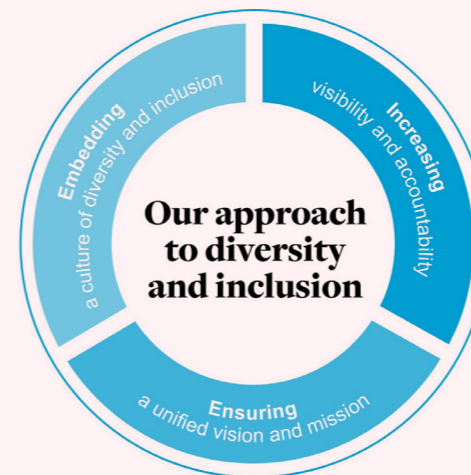 Our approach
to diversity
and inclusion
Increasing
visibility and accountability
Ensuring
a unified vision and mission
Embedding
a culture of diversity and inclusion